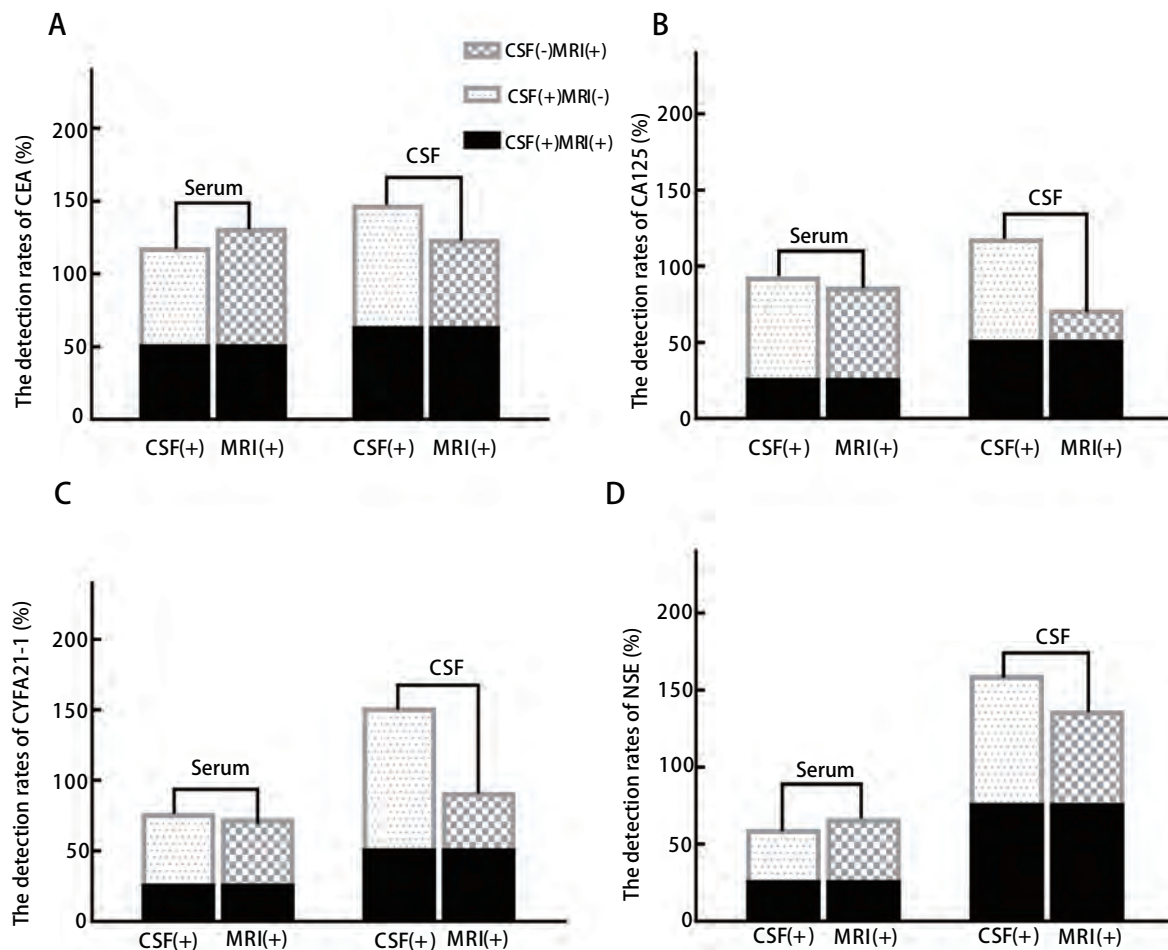 A
CSF(-)MRI(+)
CSF(+)MRI(-)
CSF(+)MRI(+)
The detection rates of CEA (%)
200
150
100
50
0
Serum
CSF
CSF(+) MRI(+) CSF(+) MRI(+)
B
The detection rates of CA125 (%)
200
150
100
50
0
Serum
CSF
CSF(+) MRI(+) CSF(+) MRI(+)
C
The detection rates of CYFA21-1 (%)
200
150
100
50
0
Serum
CSF
CSF(+) MRI(+) CSF(+) MRI(+)
D
The detection rates of NSE (%)
200
150
100
50
0
Serum
CSF
CSF(+) MRI(+) CSF(+) MRI(+)